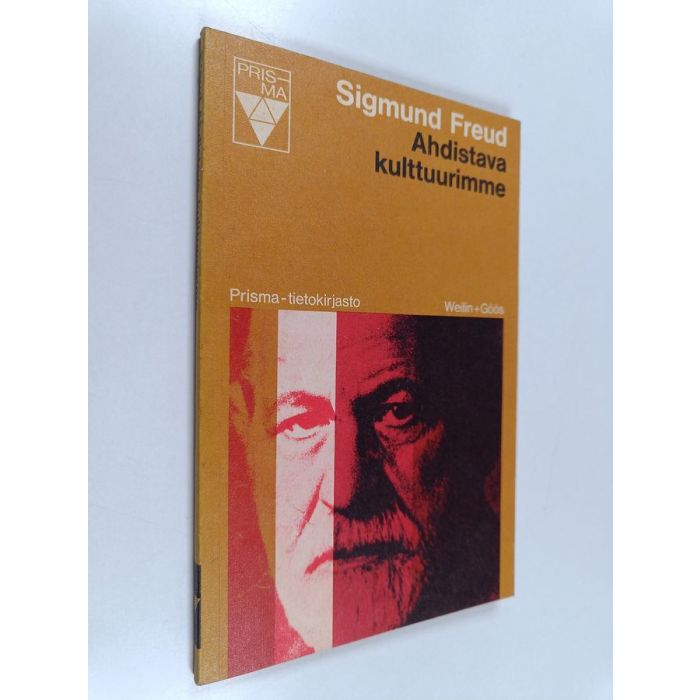 PRIS-
MA
Sigmund Freud
Ahdistava
kulttuurimme
Prisma-tietokirjasto
Weilin+Göös